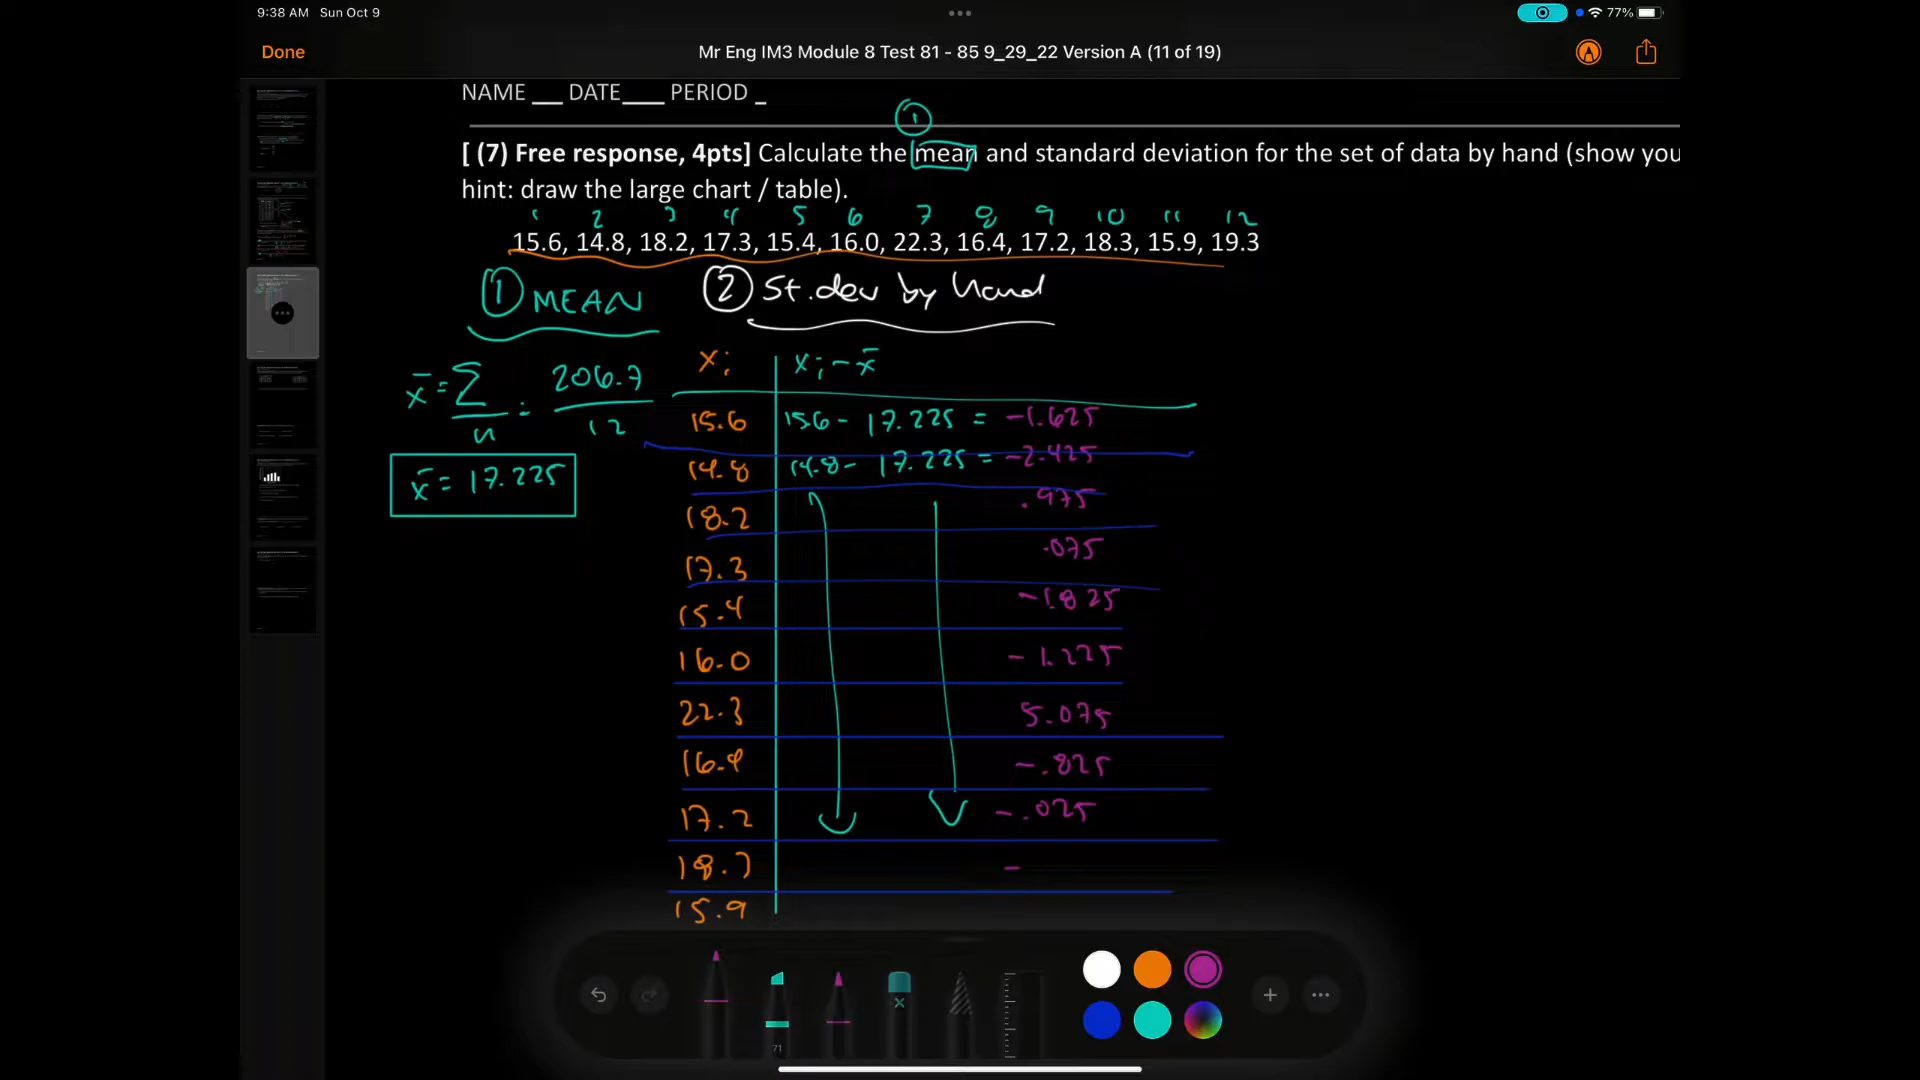 9:38 AM Sun Oct 9
77%
Done
Mr Eng IM3 Module 8 Test 81 - 85 9_29_22 Version A (11 of 19)
NAME ___ DATE____ PERIOD _
1
[ (7) Free response, 4pts] Calculate the mean and standard deviation for the set of data by hand (show you
hint: draw the large chart / table).
1 2 3 4 5 6 7 8 9 10 11 12
15.6, 14.8, 18.2, 17.3, 15.4, 16.0, 22.3, 16.4, 17.2, 18.3, 15.9, 19.3
① MEAN
② St.dev by hand
x̄ = Σ/n = 206.7/12
x̄ = 17.225
xᵢ xᵢ - x̄
15.6 15.6 - 17.225 = -1.625
14.8 14.8 - 17.225 = -2.425
18.2 .975
17.3 .075
15.4 -1.825
16.0 -1.225
22.3 5.075
16.4 -.825
17.2 -.025
18.3 -
15.9
71